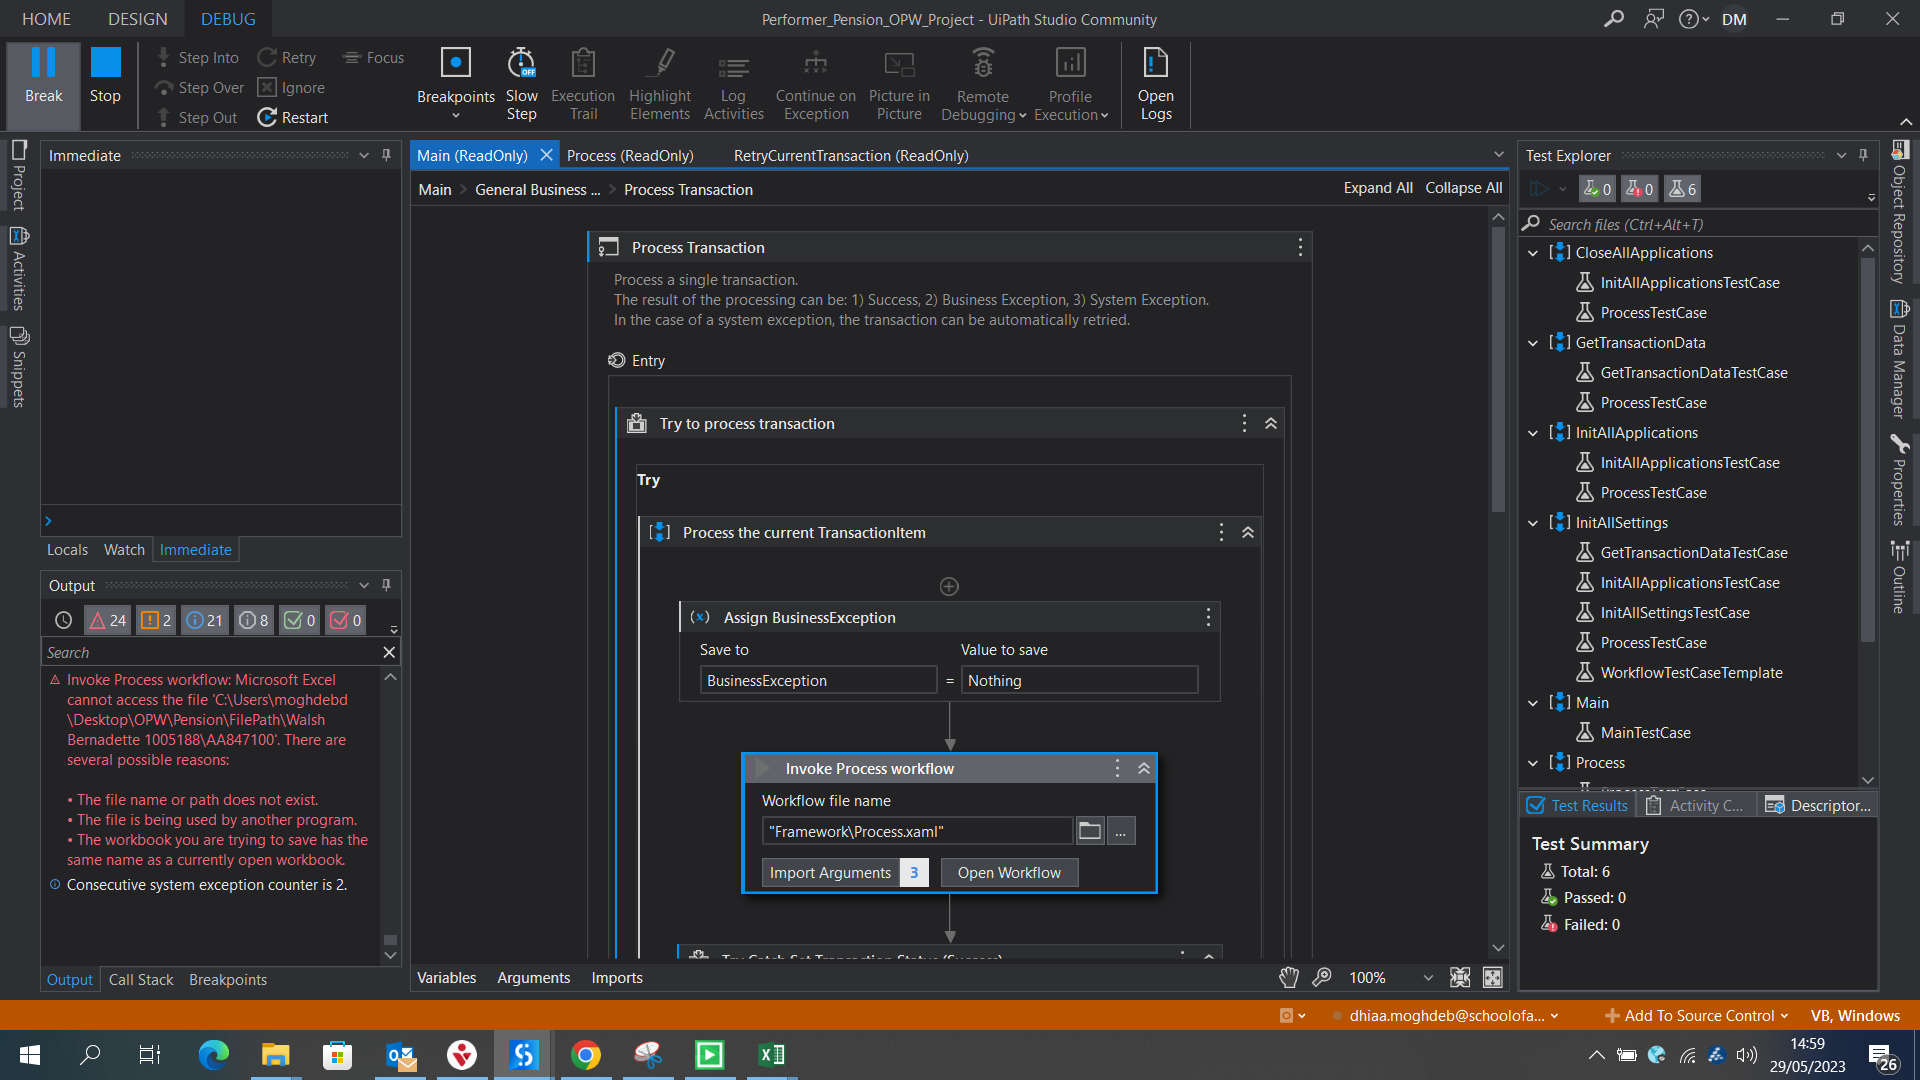 HOME DESIGN DEBUG
Performer_Pension_OPW_Project - UiPath Studio Community
DM
Break
Stop
Step Into
Step Over
Step Out
Retry
Ignore
Restart
Focus
Breakpoints
OFF
Slow
Step
Execution
Trail
Highlight
Elements
Log
Activities
Continue on
Exception
Picture in
Picture
Remote
Debugging
Profile
Execution
Open
Logs
Project
Activities
Snippets
Immediate
Locals Watch Immediate
Output
24 2 21 8 0 0
Search
Invoke Process workflow: Microsoft Excel
cannot access the file 'C:\Users\moghdebd
\Desktop\OPW\Pension\FilePath\Walsh
Bernadette 1005188\AA847100'. There are
several possible reasons:
• The file name or path does not exist.
• The file is being used by another program.
• The workbook you are trying to save has the
same name as a currently open workbook.
Consecutive system exception counter is 2.
Output Call Stack Breakpoints
Main (ReadOnly) Process (ReadOnly) RetryCurrentTransaction (ReadOnly)
Main > General Business ... > Process Transaction
Expand All Collapse All
Process Transaction
Process a single transaction.
The result of the processing can be: 1) Success, 2) Business Exception, 3) System Exception.
In the case of a system exception, the transaction can be automatically retried.
Entry
Try to process transaction
Try
Process the current TransactionItem
(x) Assign BusinessException
Save to Value to save
BusinessException = Nothing
Invoke Process workflow
Workflow file name
"Framework\Process.xaml"
...
Import Arguments 3 Open Workflow
Try Catch Set Transaction Status (Success)
Variables Arguments Imports
100%
Test Explorer
0 0 6
Search files (Ctrl+Alt+T)
CloseAllApplications
InitAllApplicationsTestCase
ProcessTestCase
GetTransactionData
GetTransactionDataTestCase
ProcessTestCase
InitAllApplications
InitAllApplicationsTestCase
ProcessTestCase
InitAllSettings
GetTransactionDataTestCase
InitAllApplicationsTestCase
InitAllSettingsTestCase
ProcessTestCase
WorkflowTestCaseTemplate
Main
MainTestCase
Process
ProcessTestCase
Test Results Activity C... Descriptor...
Test Summary
Total: 6
Passed: 0
Failed: 0
Object Repository
Data Manager
Properties
Outline
dhiaa.moghdeb@schoolofa...
Add To Source Control
VB, Windows
14:59
29/05/2023
26